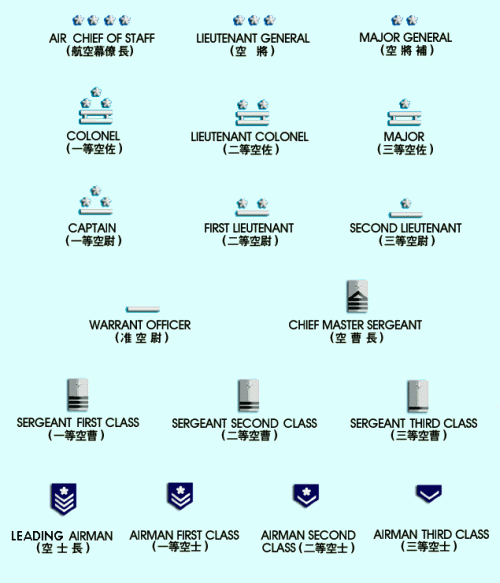 AIR CHIEF OF STAFF
(航空幕僚長)
LIEUTENANT GENERAL
(空 將)
MAJOR GENERAL
(空將補)
COLONEL
(一等空佐)
LIEUTENANT COLONEL
(二等空佐)
MAJOR
(三等空佐)
CAPTAIN
(一等空尉)
FIRST LIEUTENANT
(二等空尉)
SECOND LIEUTENANT
(三等空尉)
WARRANT OFFICER
(准空尉)
CHIEF MASTER SERGEANT
(空曹長)
SERGEANT FIRST CLASS
(一等空曹)
SERGEANT SECOND CLASS
(二等空曹)
SERGEANT THIRD CLASS
(三等空曹)
LEADING AIRMAN
(空士長)
AIRMAN FIRST CLASS
(一等空士)
AIRMAN SECOND
CLASS (二等空士)
AIRMAN THIRD CLASS
(三等空士)